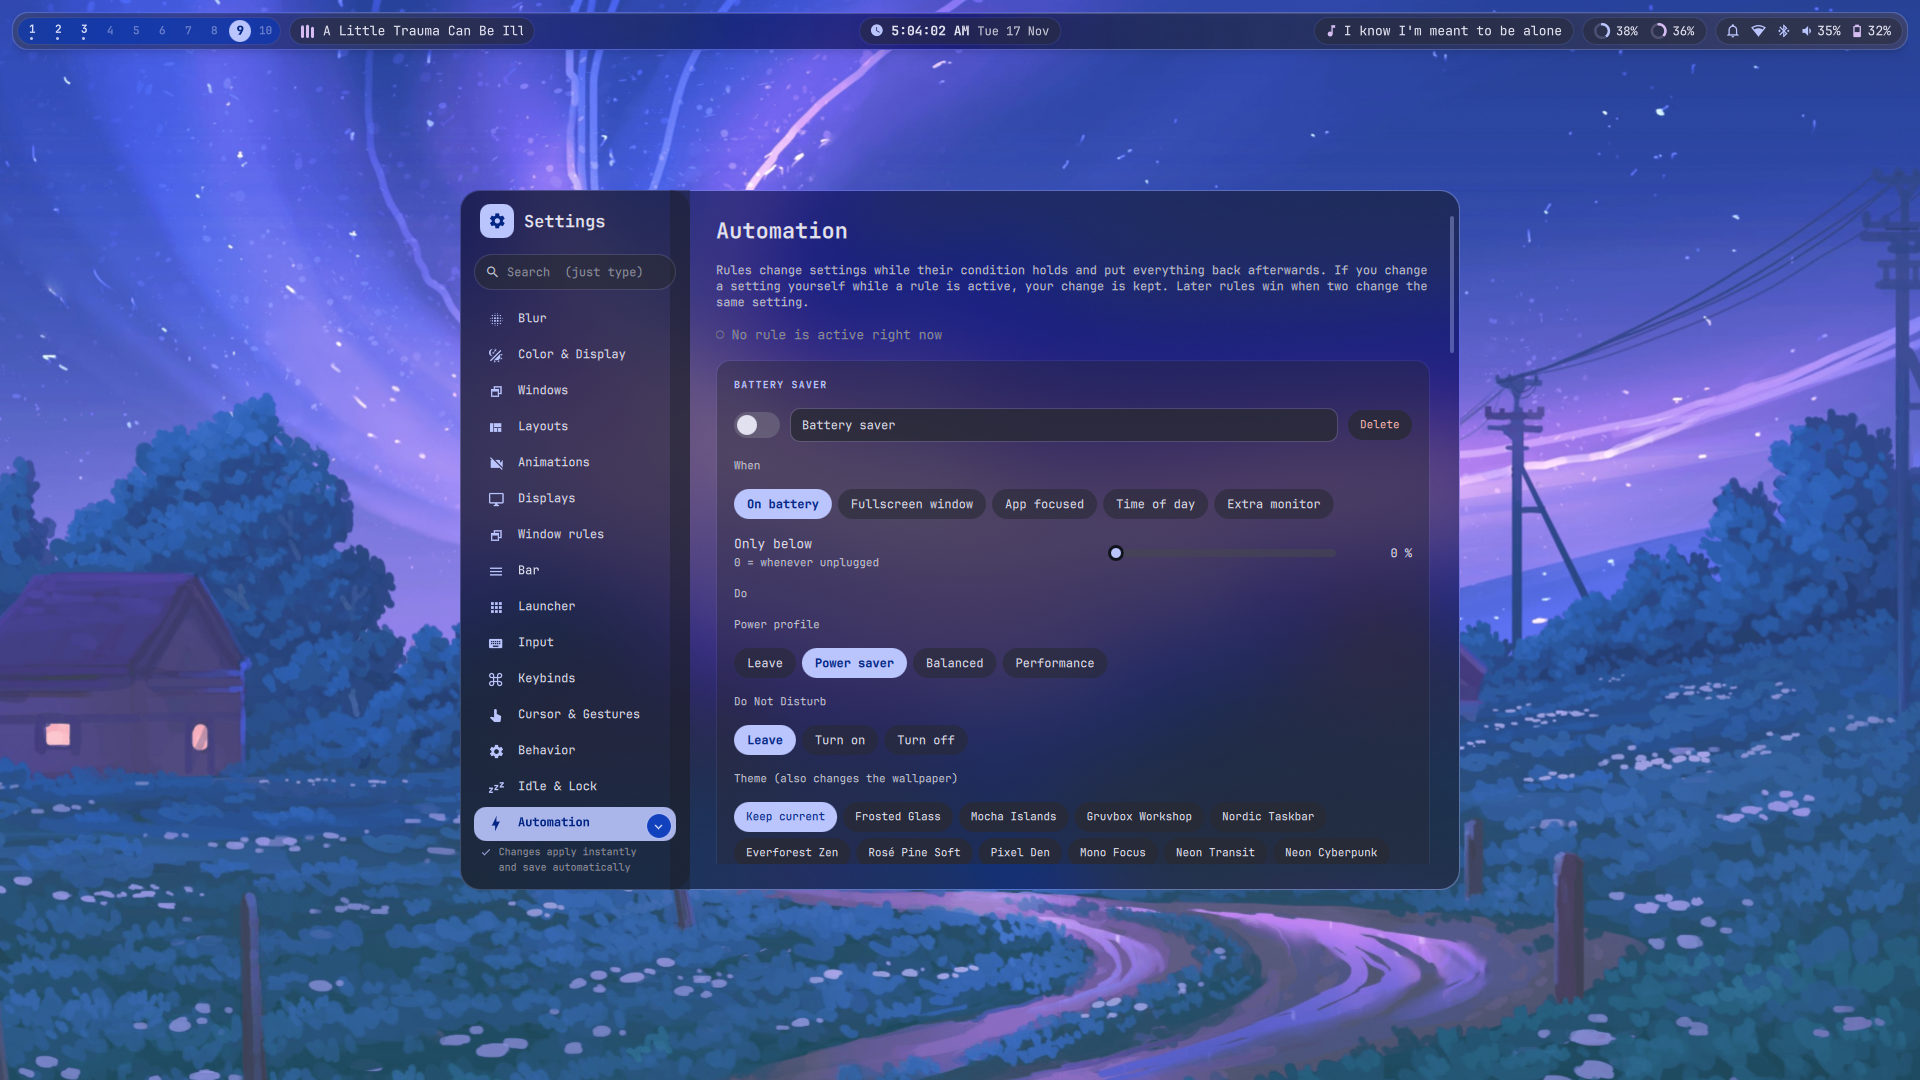 1 2 3 4 5 6 7 8 9 10 A Little Trauma Can Be Ill 5:04:02 AM Tue 17 Nov I know I'm meant to be alone 38% 36% 35% 32%
Settings
Search (just type)
Blur
Color & Display
Windows
Layouts
Animations
Displays
Window rules
Bar
Launcher
Input
Keybinds
Cursor & Gestures
Behavior
Idle & Lock
Automation
Changes apply instantly
and save automatically
Automation
Rules change settings while their condition holds and put everything back afterwards. If you change
a setting yourself while a rule is active, your change is kept. Later rules win when two change the
same setting.
No rule is active right now
BATTERY SAVER
Battery saver Delete
When
On battery Fullscreen window App focused Time of day Extra monitor
Only below
0 = whenever unplugged
0 %
Do
Power profile
Leave Power saver Balanced Performance
Do Not Disturb
Leave Turn on Turn off
Theme (also changes the wallpaper)
Keep current Frosted Glass Mocha Islands Gruvbox Workshop Nordic Taskbar
Everforest Zen Rosé Pine Soft Pixel Den Mono Focus Neon Transit Neon Cyberpunk